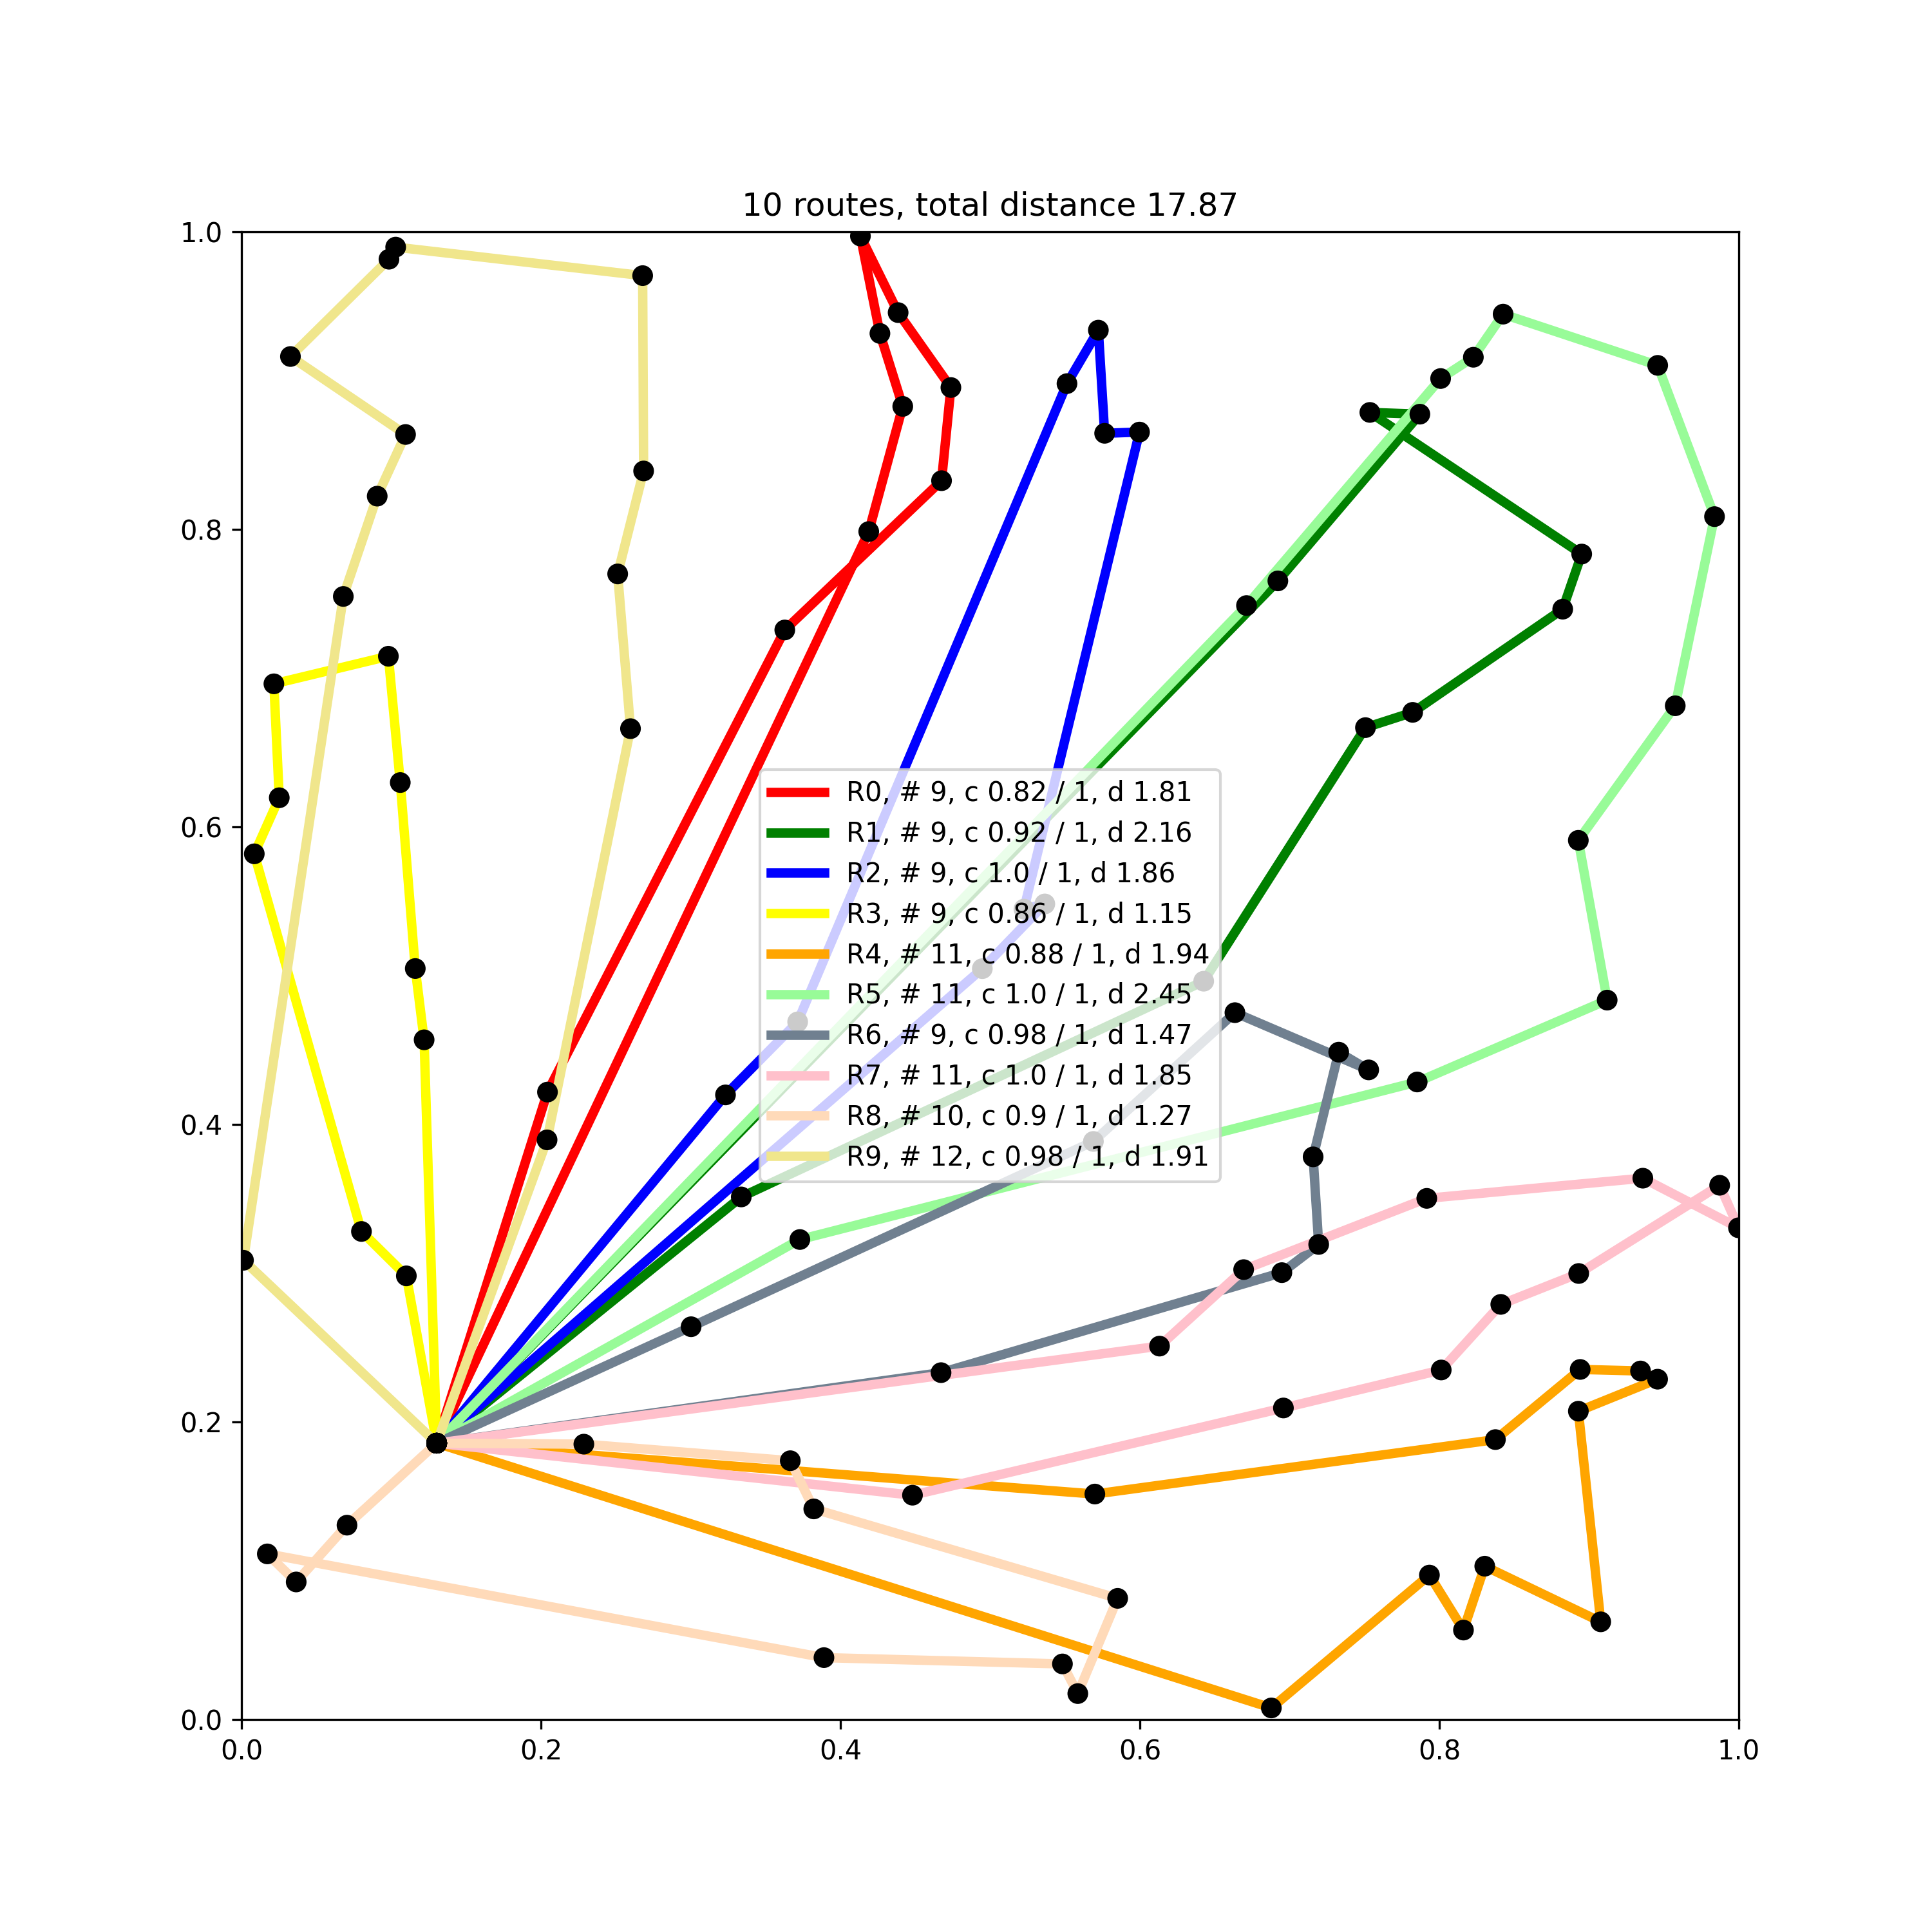 10 routes, total distance 17.87
1.0
0.8
0.6
0.4
0.2
0.0
R0, # 9, c 0.82 / 1, d 1.81
R1, # 9, c 0.92 / 1, d 2.16
R2, # 9, c 1.0 / 1, d 1.86
R3, # 9, c 0.86 / 1, d 1.15
R4, # 11, c 0.88 / 1, d 1.94
R5, # 11, c 1.0 / 1, d 2.45
R6, # 9, c 0.98 / 1, d 1.47
R7, # 11, c 1.0 / 1, d 1.85
R8, # 10, c 0.9 / 1, d 1.27
R9, # 12, c 0.98 / 1, d 1.91
0.0 0.2 0.4 0.6 0.8 1.0